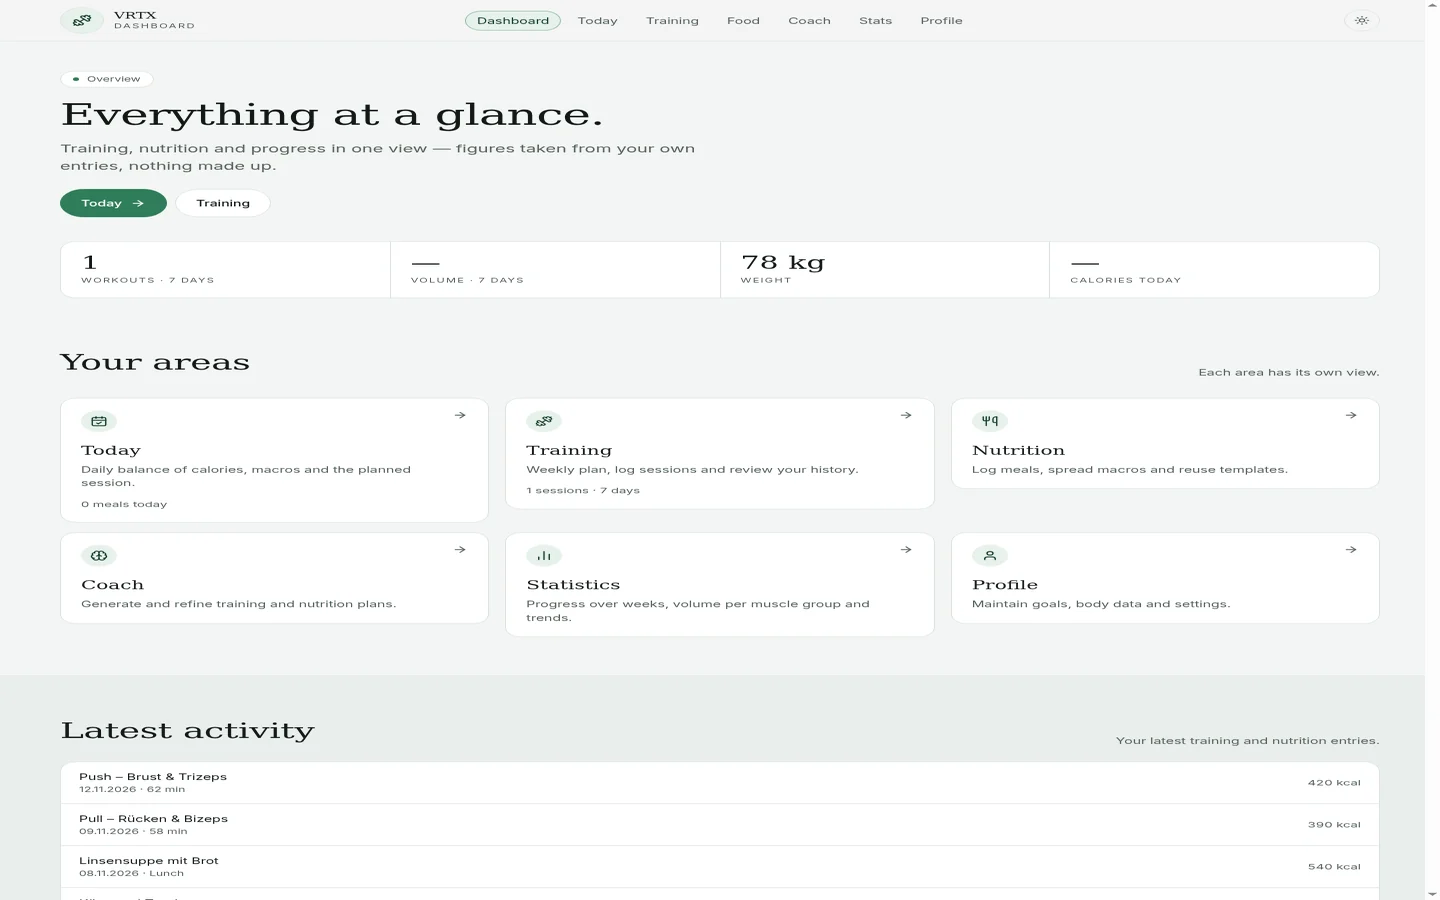 VRTX
DASHBOARD
Dashboard
Today
Training
Food
Coach
Stats
Profile
Overview
Everything at a glance.
Training, nutrition and progress in one view — figures taken from your own
entries, nothing made up.
Today →
Training
1
WORKOUTS · 7 DAYS
—
VOLUME · 7 DAYS
78 kg
WEIGHT
—
CALORIES TODAY
Your areas
Each area has its own view.
Today
Daily balance of calories, macros and the planned
session.
0 meals today
Training
Weekly plan, log sessions and review your history.
1 sessions · 7 days
Nutrition
Log meals, spread macros and reuse templates.
Coach
Generate and refine training and nutrition plans.
Statistics
Progress over weeks, volume per muscle group and
trends.
Profile
Maintain goals, body data and settings.
Latest activity
Your latest training and nutrition entries.
Push – Brust & Trizeps
12.11.2026 · 62 min
420 kcal
Pull – Rücken & Bizeps
09.11.2026 · 58 min
390 kcal
Linsensuppe mit Brot
08.11.2026 · Lunch
540 kcal